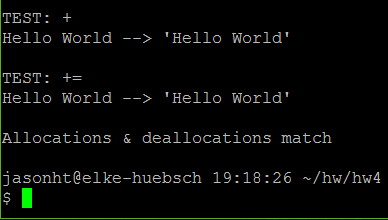 TEST: +
Hello World --> 'Hello World'
TEST: +=
Hello World --> 'Hello World'
Allocations & deallocations match
jasonht@elke-huebsch 19:18:26 ~/hw/hw4
$